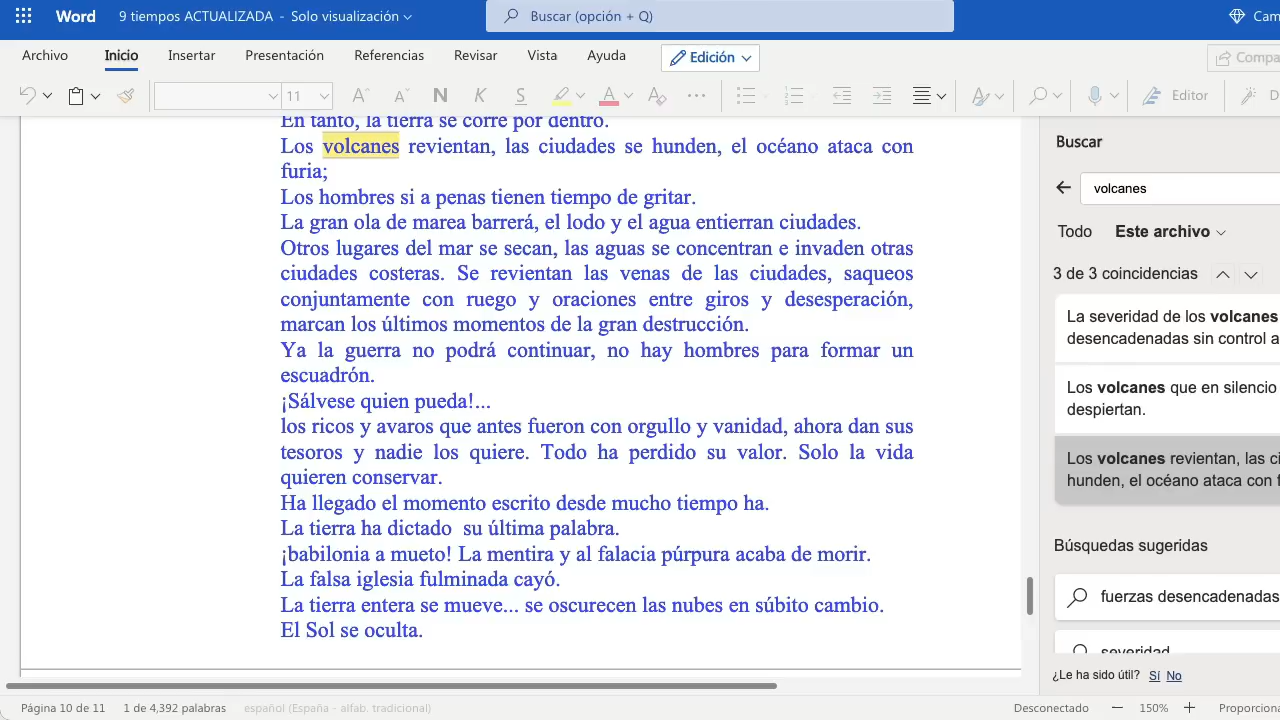 Word 9 tiempos ACTUALIZADA - Solo visualización
Buscar (opción + Q)
Archivo Inicio Insertar Presentación Referencias Revisar Vista Ayuda Edición
11 N K S A Editor
En tanto, la tierra se corre por dentro.
Los volcanes revientan, las ciudades se hunden, el océano ataca con
furia;
Los hombres si a penas tienen tiempo de gritar.
La gran ola de marea barrerá, el lodo y el agua entierran ciudades.
Otros lugares del mar se secan, las aguas se concentran e invaden otras
ciudades costeras. Se revientan las venas de las ciudades, saqueos
conjuntamente con ruego y oraciones entre giros y desesperación,
marcan los últimos momentos de la gran destrucción.
Ya la guerra no podrá continuar, no hay hombres para formar un
escuadrón.
¡Sálvese quien pueda!...
los ricos y avaros que antes fueron con orgullo y vanidad, ahora dan sus
tesoros y nadie los quiere. Todo ha perdido su valor. Solo la vida
quieren conservar.
Ha llegado el momento escrito desde mucho tiempo ha.
La tierra ha dictado  su última palabra.
¡babilonia a mueto! La mentira y al falacia púrpura acaba de morir.
La falsa iglesia fulminada cayó.
La tierra entera se mueve... se oscurecen las nubes en súbito cambio.
El Sol se oculta.
Buscar
volcanes
Todo Este archivo
3 de 3 coincidencias
La severidad de los volcanes
desencadenadas sin control a
Los volcanes que en silencio
despiertan.
Los volcanes revientan, las ci
hunden, el océano ataca con f
Búsquedas sugeridas
fuerzas desencadenadas
severidad
¿Le ha sido útil? Sí No
Página 10 de 11 1 de 4,392 palabras español (España - alfab. tradicional) Desconectado 150%